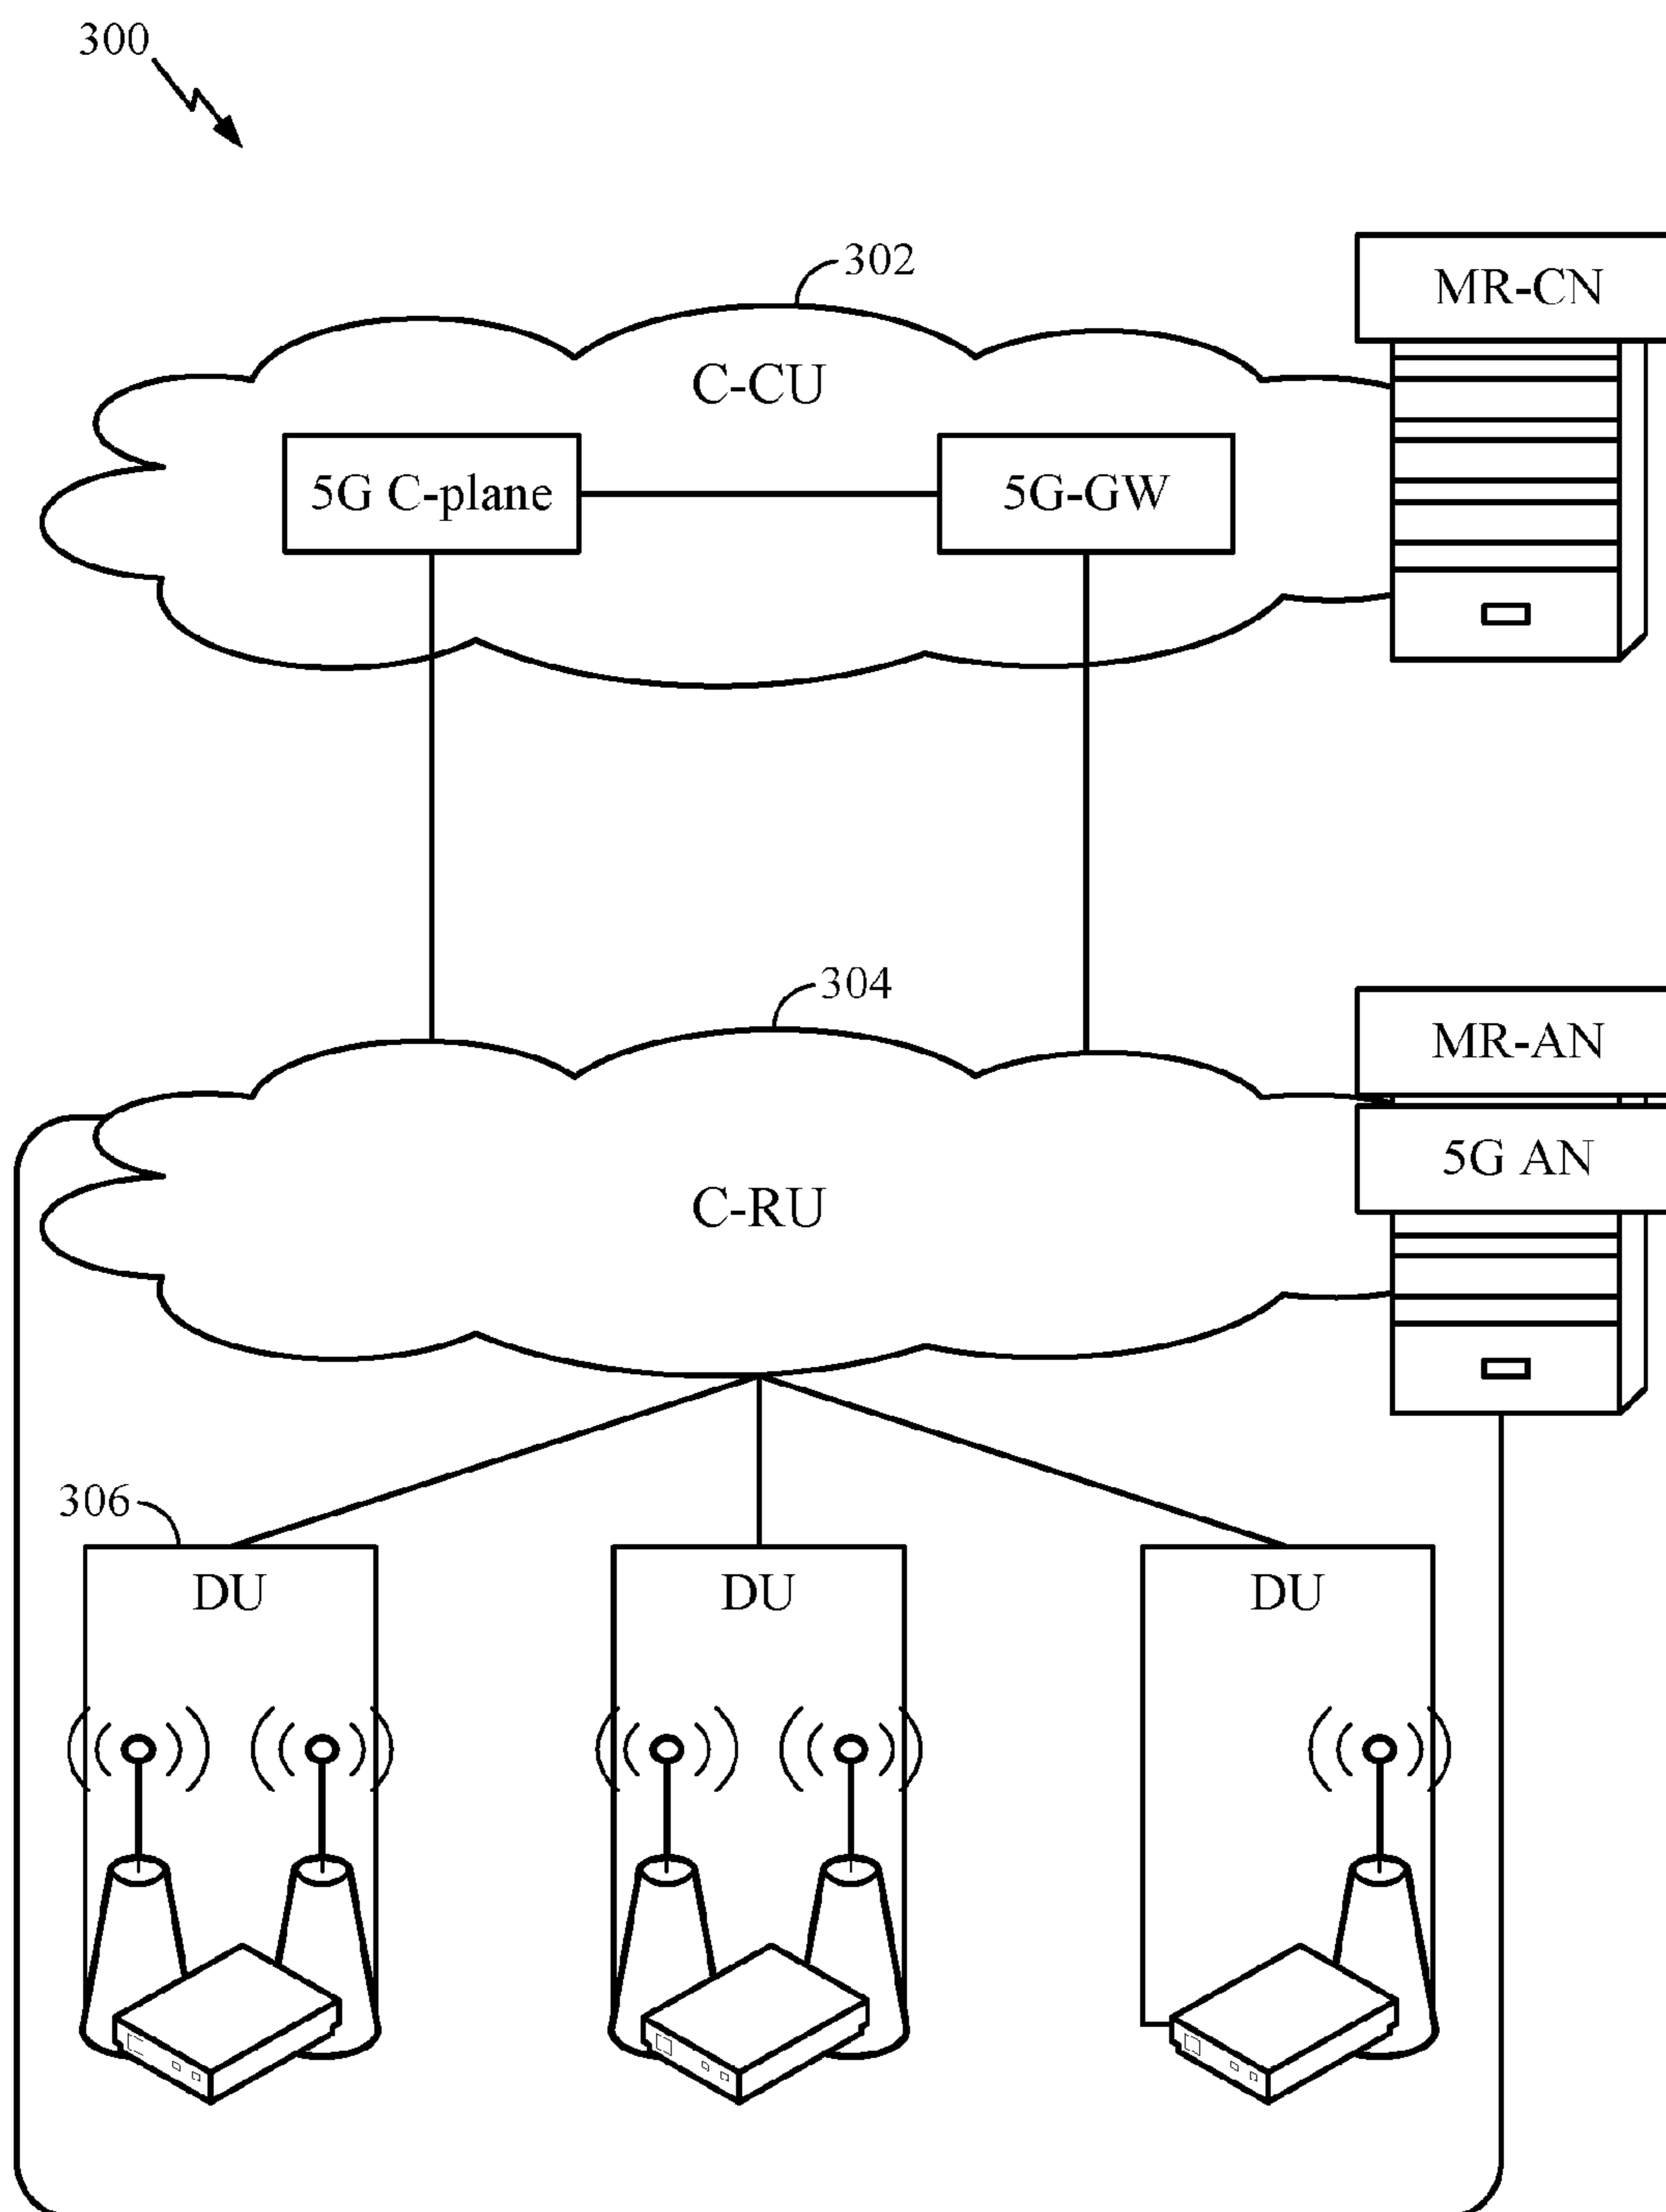 300
302
MR-CN
C-CU
5G C-plane
5G-GW
304
MR-AN
5G AN
C-RU
306
DU
DU
DU